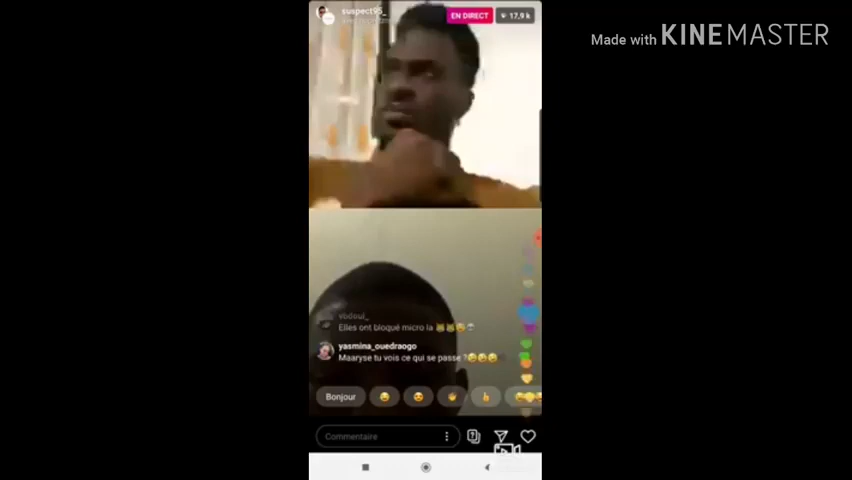 suspect95_
EN DIRECT
17,9 k
Made with KINEMASTER
vodoul_
Elles ont bloqué micro la 😹😹😹💀
yasmina_ouedraogo
Maaryse tu vois ce qui se passe ?😂😂😂
Bonjour
Commentaire